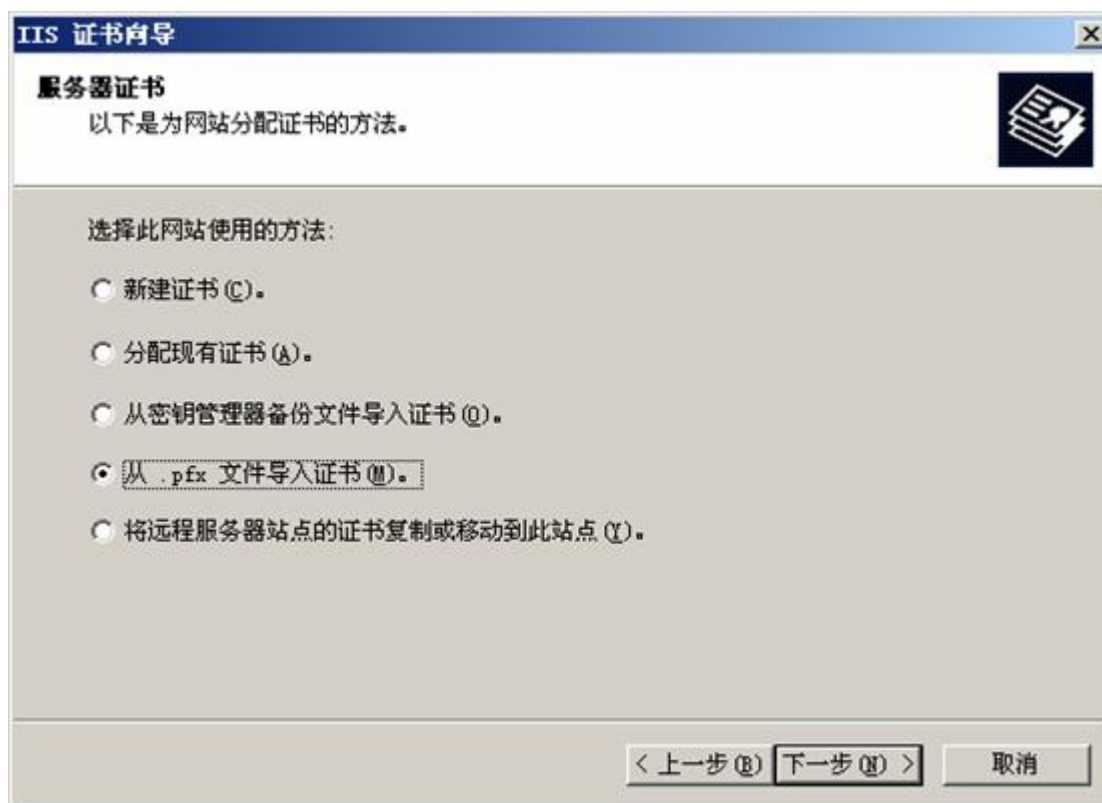 IIS 证书向导
服务器证书
以下是为网站分配证书的方法。
选择此网站使用的方法:
新建证书(C)。
分配现有证书(A)。
从密钥管理器备份文件导入证书(O)。
从 .pfx 文件导入证书(M)。
将远程服务器站点的证书复制或移动到此站点(Y)。
< 上一步(B) 下一步(N) > 取消